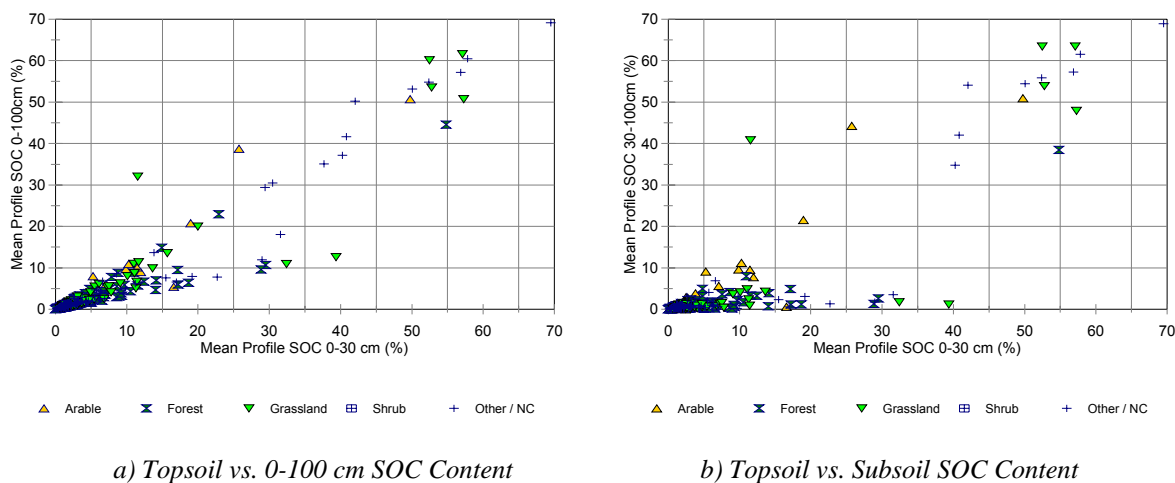 70
60
50
40
30
20
10
0
Mean Profile SOC 0-100cm (%)
0 10 20 30 40 50 60 70
Mean Profile SOC 0-30 cm (%)
Arable Forest Grassland Shrub Other / NC
a) Topsoil vs. 0-100 cm SOC Content
70
60
50
40
30
20
10
0
Mean Profile SOC 30-100cm (%)
0 10 20 30 40 50 60 70
Mean Profile SOC 0-30 cm (%)
Arable Forest Grassland Shrub Other / NC
b) Topsoil vs. Subsoil SOC Content